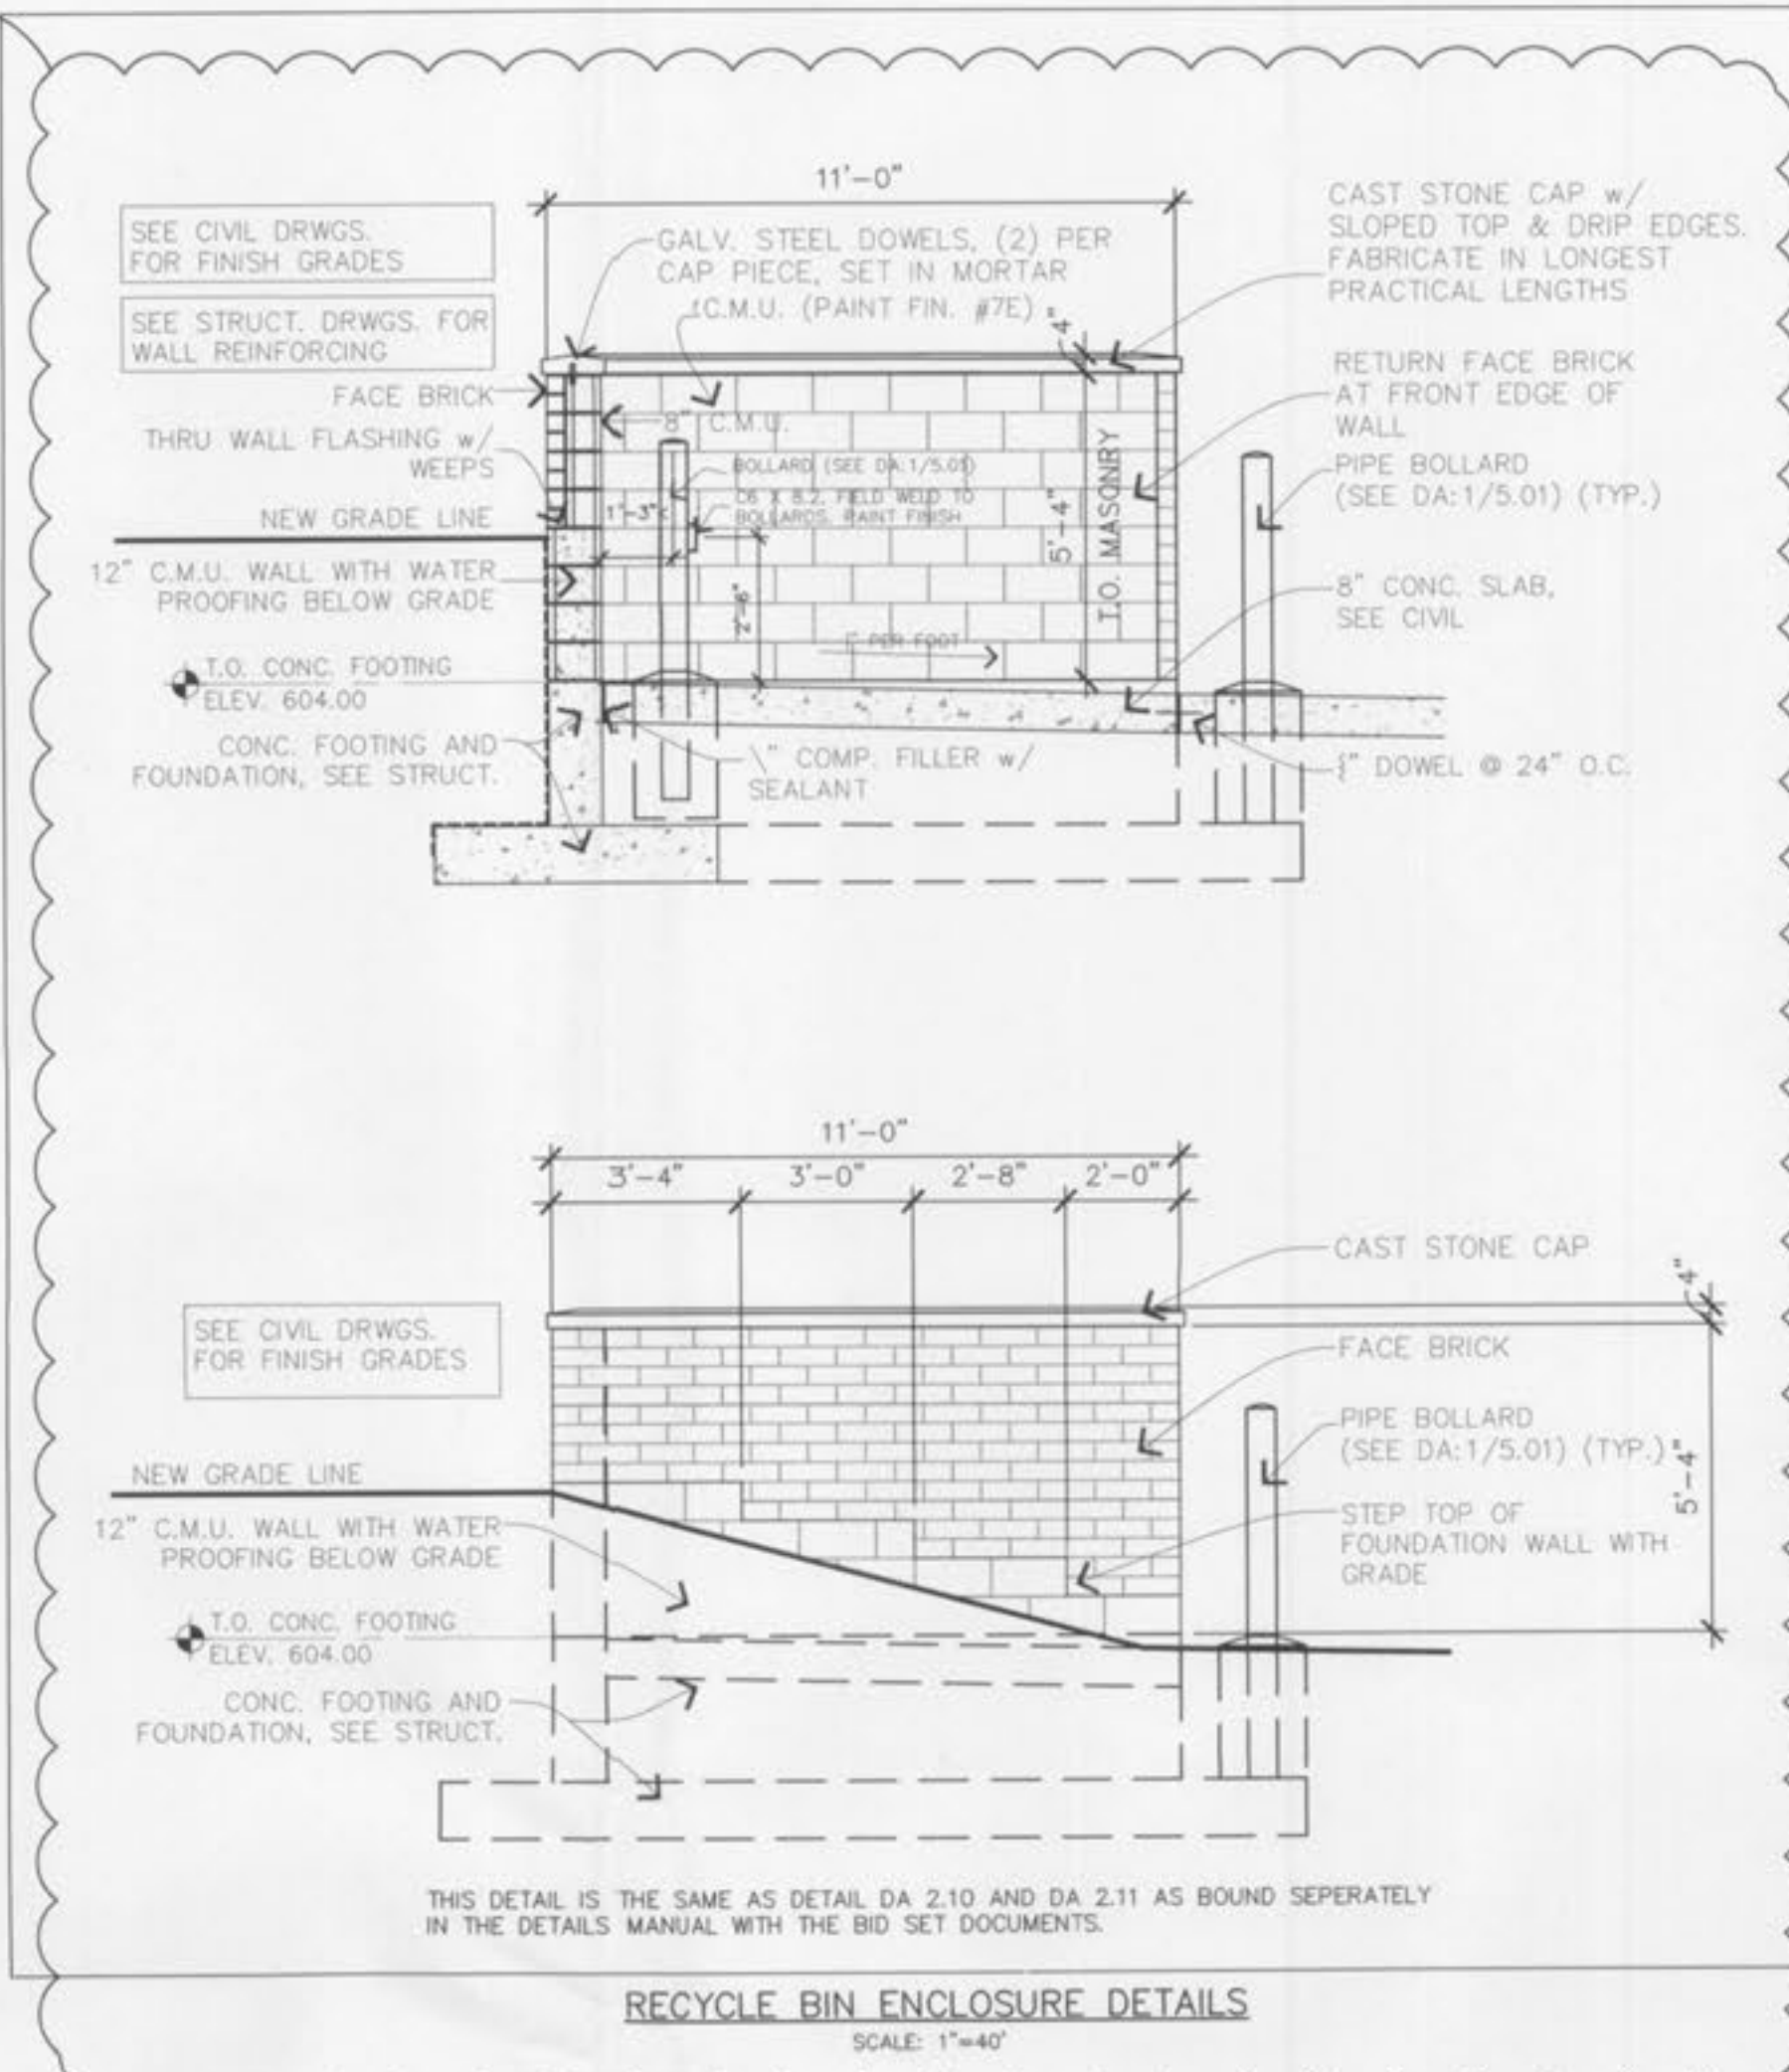 11'-0"
SEE CIVIL DRWGS.
FOR FINISH GRADES
SEE STRUCT. DRWGS. FOR
WALL REINFORCING
GALV. STEEL DOWELS, (2) PER
CAP PIECE, SET IN MORTAR
C.M.U. (PAINT FIN. #7E)
4"
CAST STONE CAP w/
SLOPED TOP & DRIP EDGES.
FABRICATE IN LONGEST
PRACTICAL LENGTHS
FACE BRICK
8" C.M.U.
RETURN FACE BRICK
AT FRONT EDGE OF
WALL
THRU WALL FLASHING w/
WEEPS
BOLLARD (SEE DA:1/5.01)
C6 X 8.2, FIELD WELD TO
BOLLARDS. PAINT FINISH
1'-3"
PIPE BOLLARD
(SEE DA:1/5.01) (TYP.)
NEW GRADE LINE
5'-4"
T.O. MASONRY
12" C.M.U. WALL WITH WATER
PROOFING BELOW GRADE
2'-6"
8" CONC. SLAB,
SEE CIVIL
PER FOOT
T.O. CONC. FOOTING
ELEV. 604.00
CONC. FOOTING AND
FOUNDATION, SEE STRUCT.
COMP. FILLER w/
SEALANT
DOWEL @ 24" O.C.
11'-0"
3'-4" 3'-0" 2'-8" 2'-0"
CAST STONE CAP
4"
SEE CIVIL DRWGS.
FOR FINISH GRADES
FACE BRICK
PIPE BOLLARD
(SEE DA:1/5.01) (TYP.)
5'-4"
NEW GRADE LINE
12" C.M.U. WALL WITH WATER
PROOFING BELOW GRADE
STEP TOP OF
FOUNDATION WALL WITH
GRADE
T.O. CONC. FOOTING
ELEV. 604.00
CONC. FOOTING AND
FOUNDATION, SEE STRUCT.
THIS DETAIL IS THE SAME AS DETAIL DA 2.10 AND DA 2.11 AS BOUND SEPERATELY
IN THE DETAILS MANUAL WITH THE BID SET DOCUMENTS.
RECYCLE BIN ENCLOSURE DETAILS
SCALE: 1"=40'